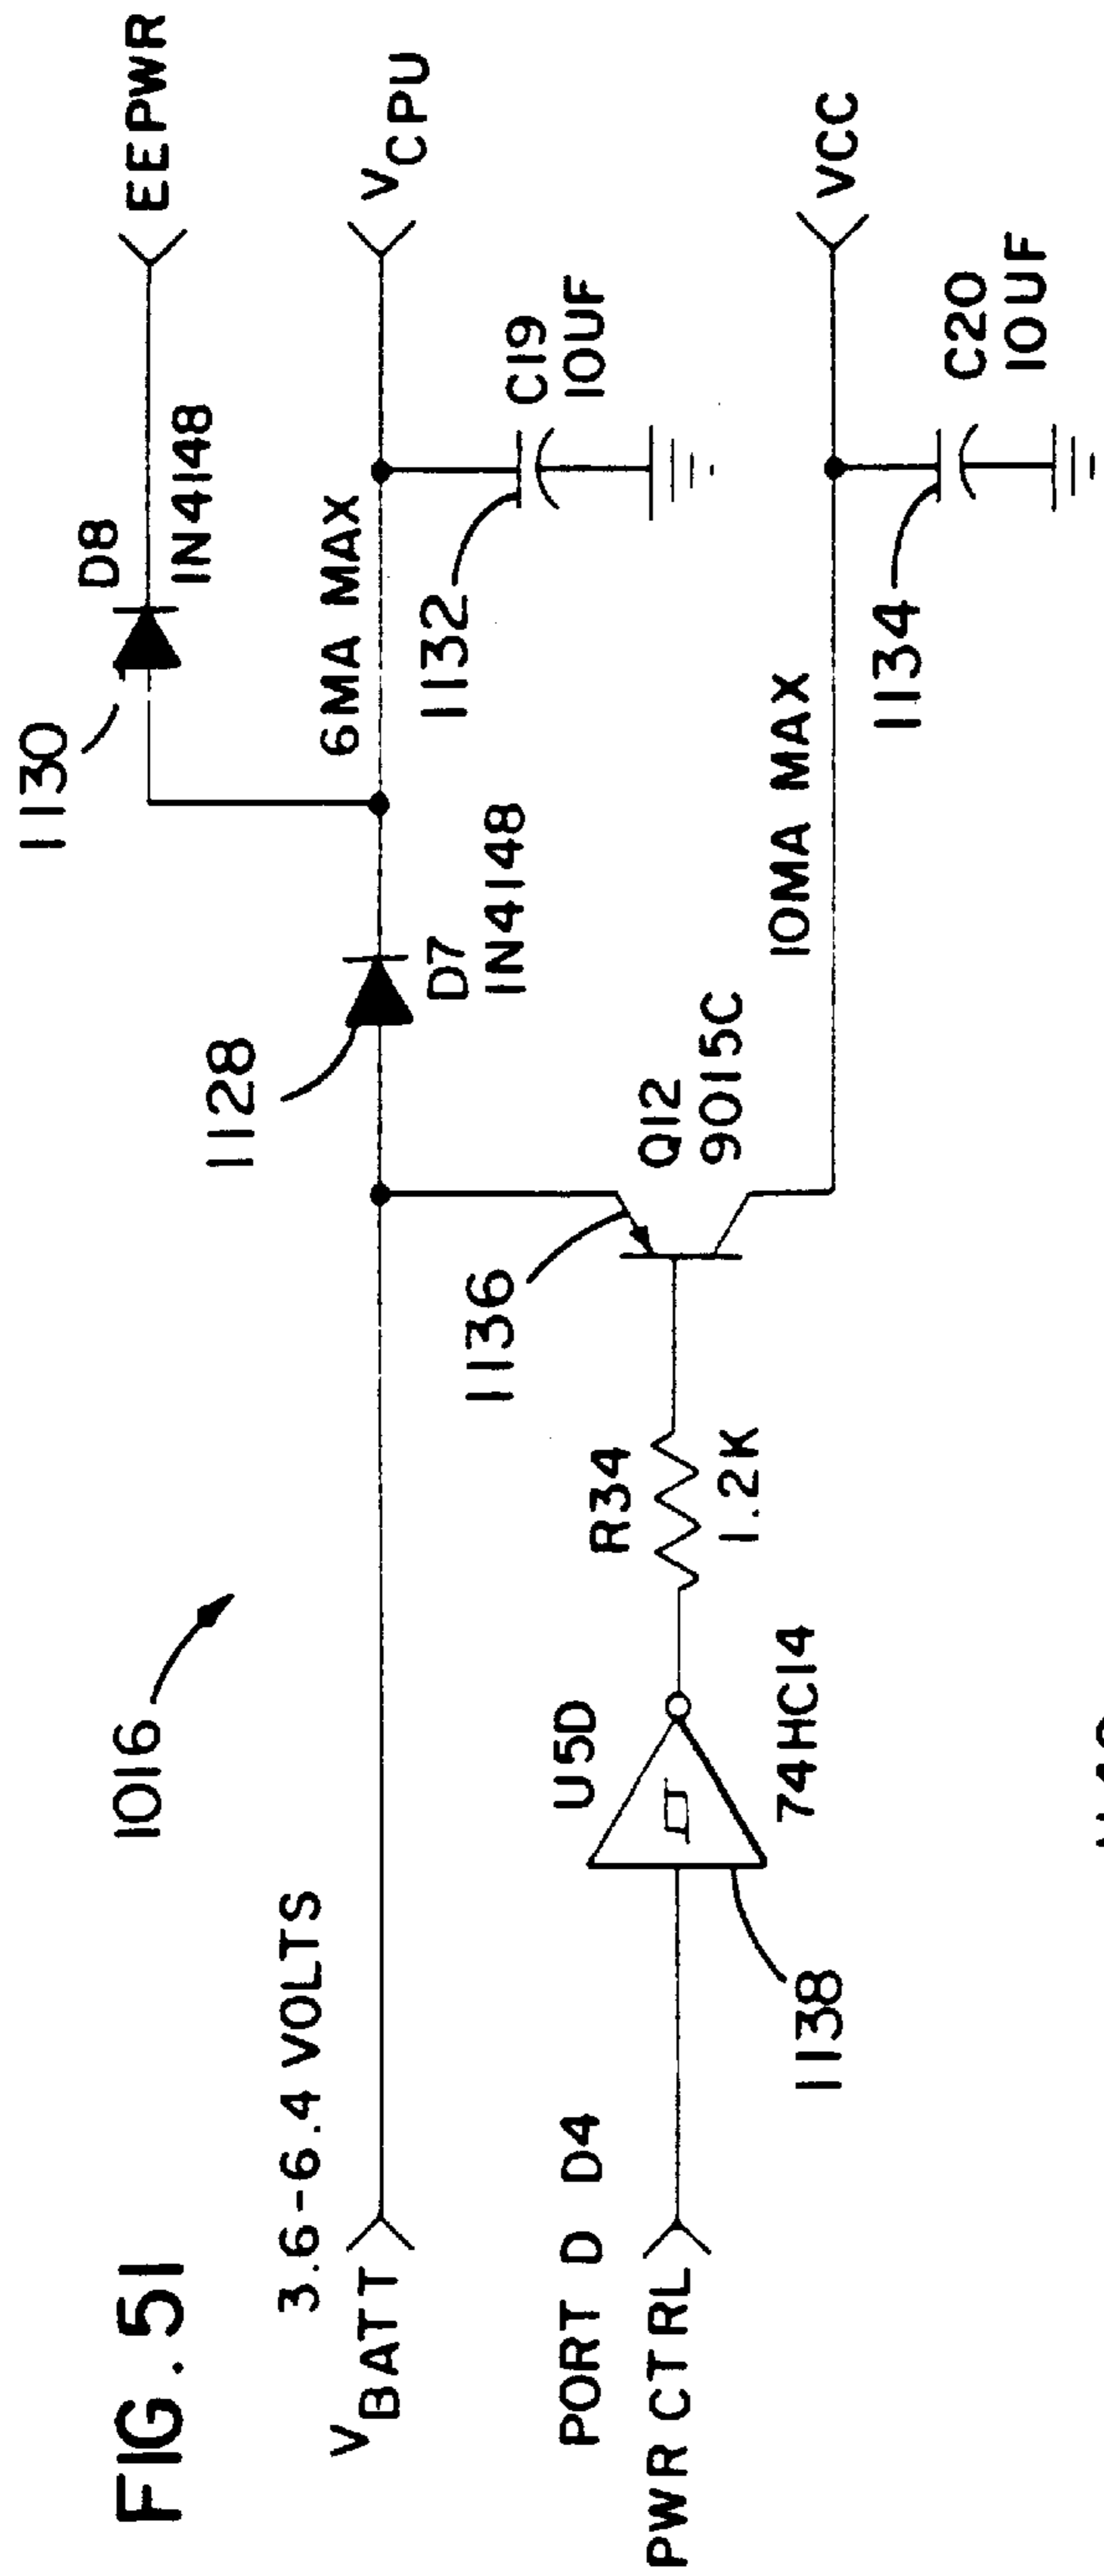 FIG. 51
1016
1130
D8
1N4148
EEPWR
3.6-6.4 VOLTS
VBATT
1128
D7
1N4148
6MA MAX
VCPU
1132
C19
10UF
PORT D D4
PWR CTRL
U5D
74HC14
1138
R34
1.2K
1136
Q12
9015C
10MA MAX
VCC
1134
C20
10UF